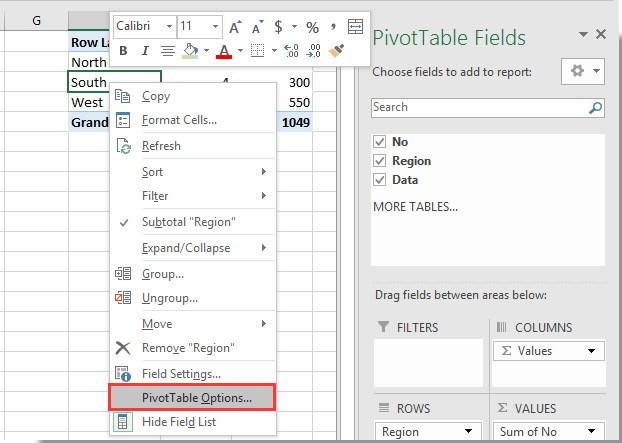 G
Calibri 11 A A $ % ,
B I A .00 .0 .00
Row La
North
South 4 300
West 550
Grand 1049
Copy
Format Cells...
Refresh
Sort
Filter
Subtotal "Region"
Expand/Collapse
Group...
Ungroup...
Move
Remove "Region"
Field Settings...
PivotTable Options...
Hide Field List
PivotTable Fields
Choose fields to add to report:
Search
No
Region
Data
MORE TABLES...
Drag fields between areas below:
FILTERS
COLUMNS
Σ Values
ROWS
Region
Σ VALUES
Sum of No